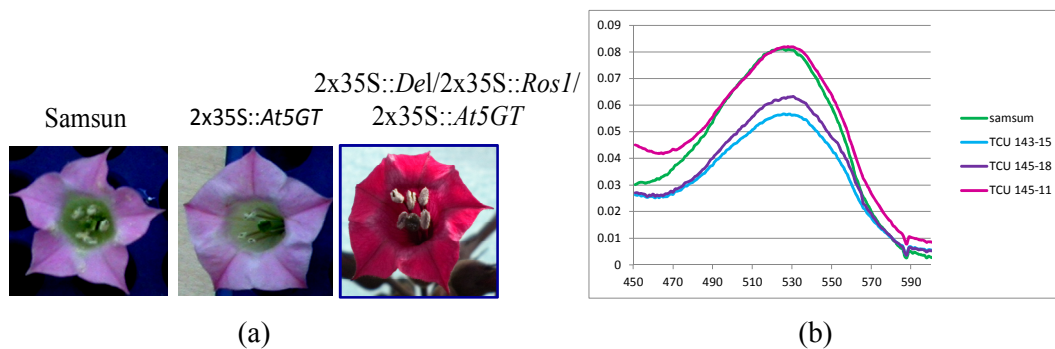 Samsun
2x35S::At5GT
2x35S::Del/2x35S::Ros1/
2x35S::At5GT
(a)
0.09
0.08
0.07
0.06
0.05
0.04
0.03
0.02
0.01
0
450
470
490
510
530
550
570
590
samsum
TCU 143-15
TCU 145-18
TCU 145-11
(b)